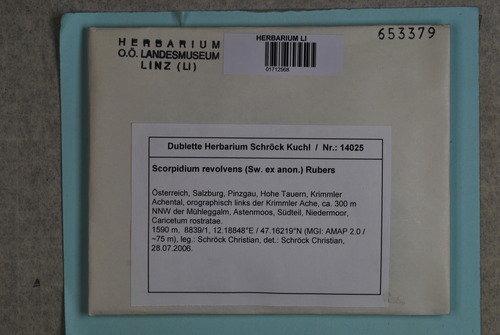 HERBARIUM
O.Ö. LANDESMUSEUM
LINZ (LI)
HERBARIUM LI
01712568
653379
Dublette Herbarium Schröck Kuchl / Nr.: 14025
Scorpidium revolvens (Sw. ex anon.) Rubers
Österreich, Salzburg, Pinzgau, Hohe Tauern, Krimmler
Achental, orographisch links der Krimmler Ache, ca. 300 m
NNW der Mühleggalm, Astenmoos, Südteil, Niedermoor,
Caricetum rostratae.
1590 m, 8839/1, 12.18848°E / 47.16219°N (MGI: AMAP 2.0 /
~75 m), leg.: Schröck Christian, det.: Schröck Christian,
28.07.2006.